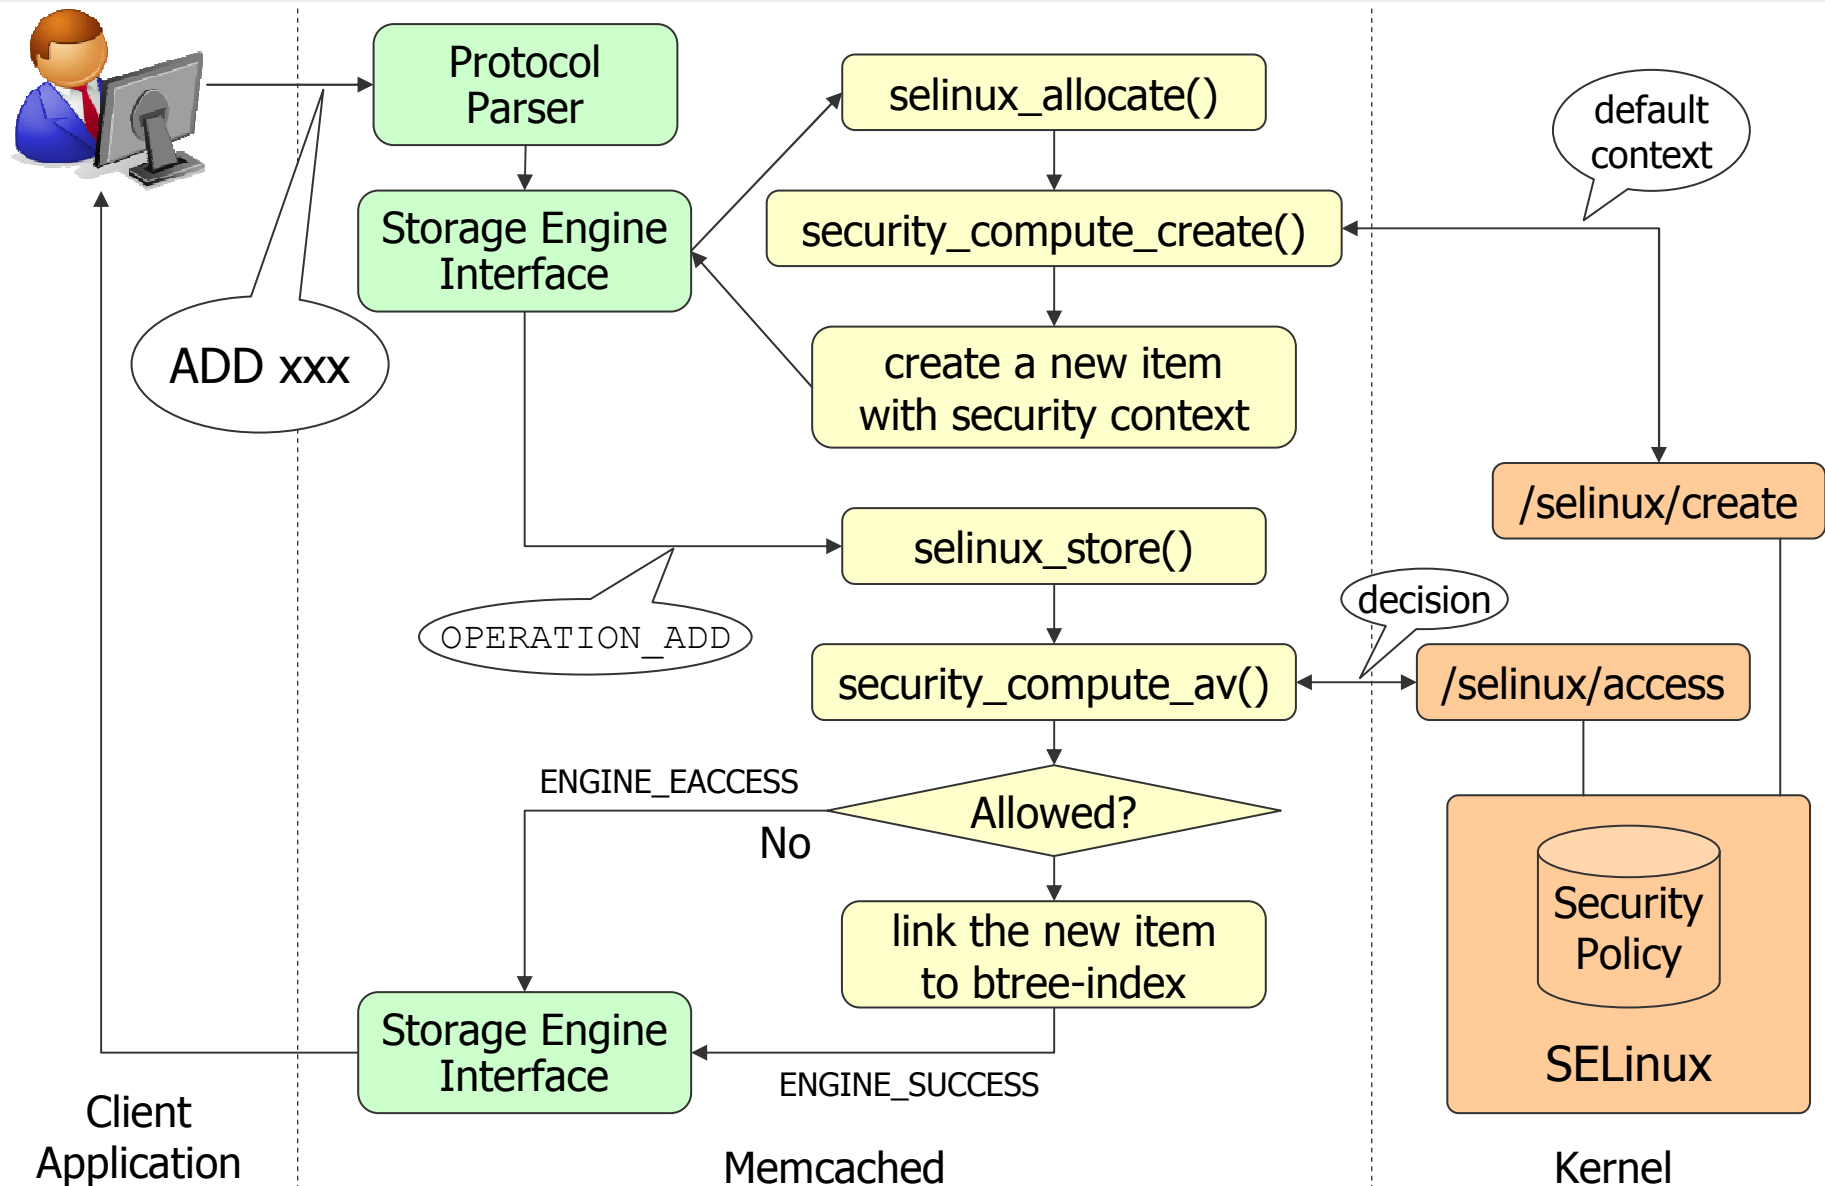 Protocol
Parser
selinux_allocate()
default
context
Storage Engine
Interface
security_compute_create()
ADD xxx
create a new item
with security context
/selinux/create
selinux_store()
OPERATION_ADD
decision
security_compute_av()
/selinux/access
ENGINE_EACCESS
Allowed?
No
link the new item
to btree-index
Security
Policy
Storage Engine
Interface
ENGINE_SUCCESS
SELinux
Client
Application
Memcached
Kernel